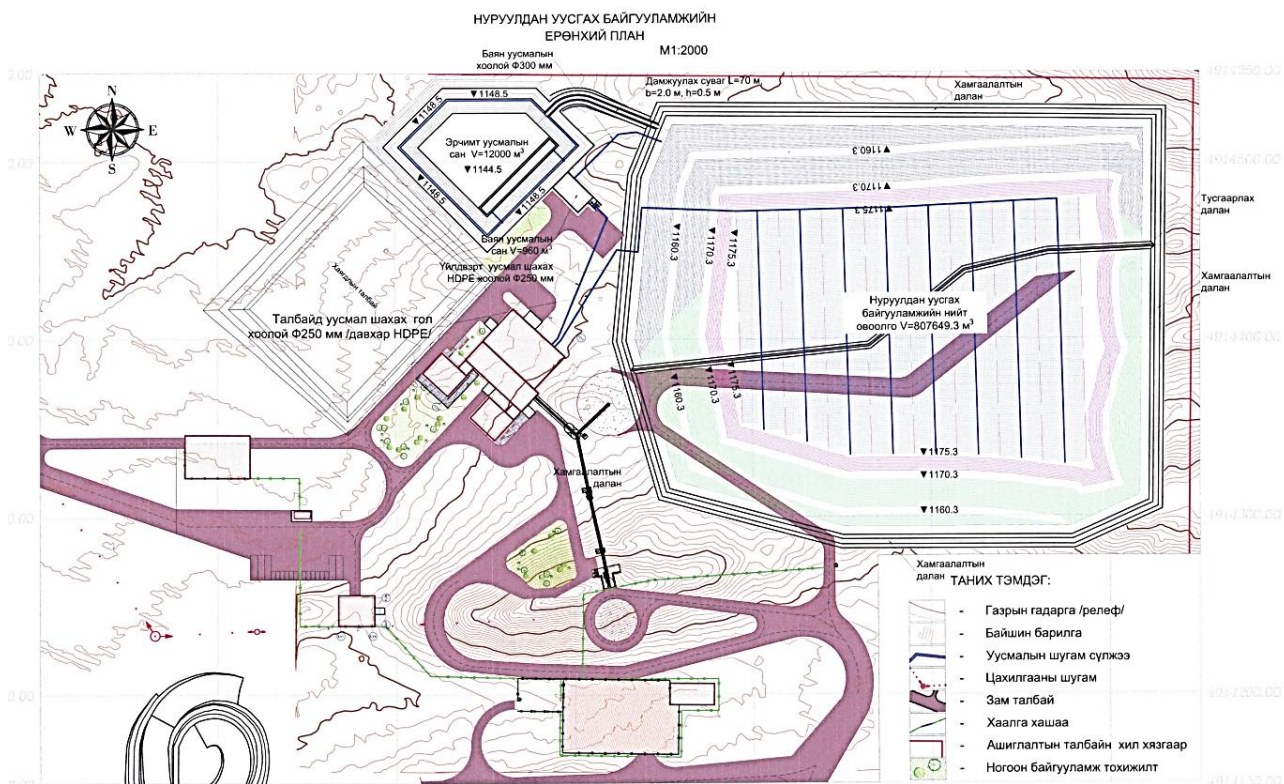 НУРУУЛДАН УУСГАХ БАЙГУУЛАМЖИЙН
ЕРӨНХИЙ ПЛАН
М1:2000
Баян уусмалын
хоолой Ф300 мм
Дамжуулах суваг L=70 м,
b=2.0 м, h=0.5 м
Хамгаалалтын
далан
4914
N
W E
S
1148.5
1148.5
Эрчимт уусмалын
сан V=12000 м³
1144.5
1148.5
1148.5
1160.3
1170.3
1175.3
Тусгаарлах
далан
1160.3
1170.3
1175.3
Баян уусмалын
сан V=960 м³
Үйлдвэрт уусмал шахах
HDPE хоолой Ф250 мм
Хамгаалалтын
далан
Талбайд уусмал шахах гол
хоолой Ф250 мм /давхар HDPE/
Нуруулдан уусгах
байгууламжийн нийт
овоолго V=807649.3 м³
1160.3
1170.3
1175.3
1175.3
1170.3
1160.3
Хамгаалалтын
далан
Хамгаалалтын
далан
ТАНИХ ТЭМДЭГ:
- Газрын гадарга /релеф/
- Байшин барилга
- Уусмалын шугам сүлжээ
- Цахилгааны шугам
- Зам талбай
- Хаалга хашаа
- Ашиглалтын талбайн хил хязгаар
- Ногоон байгууламж тохижилт